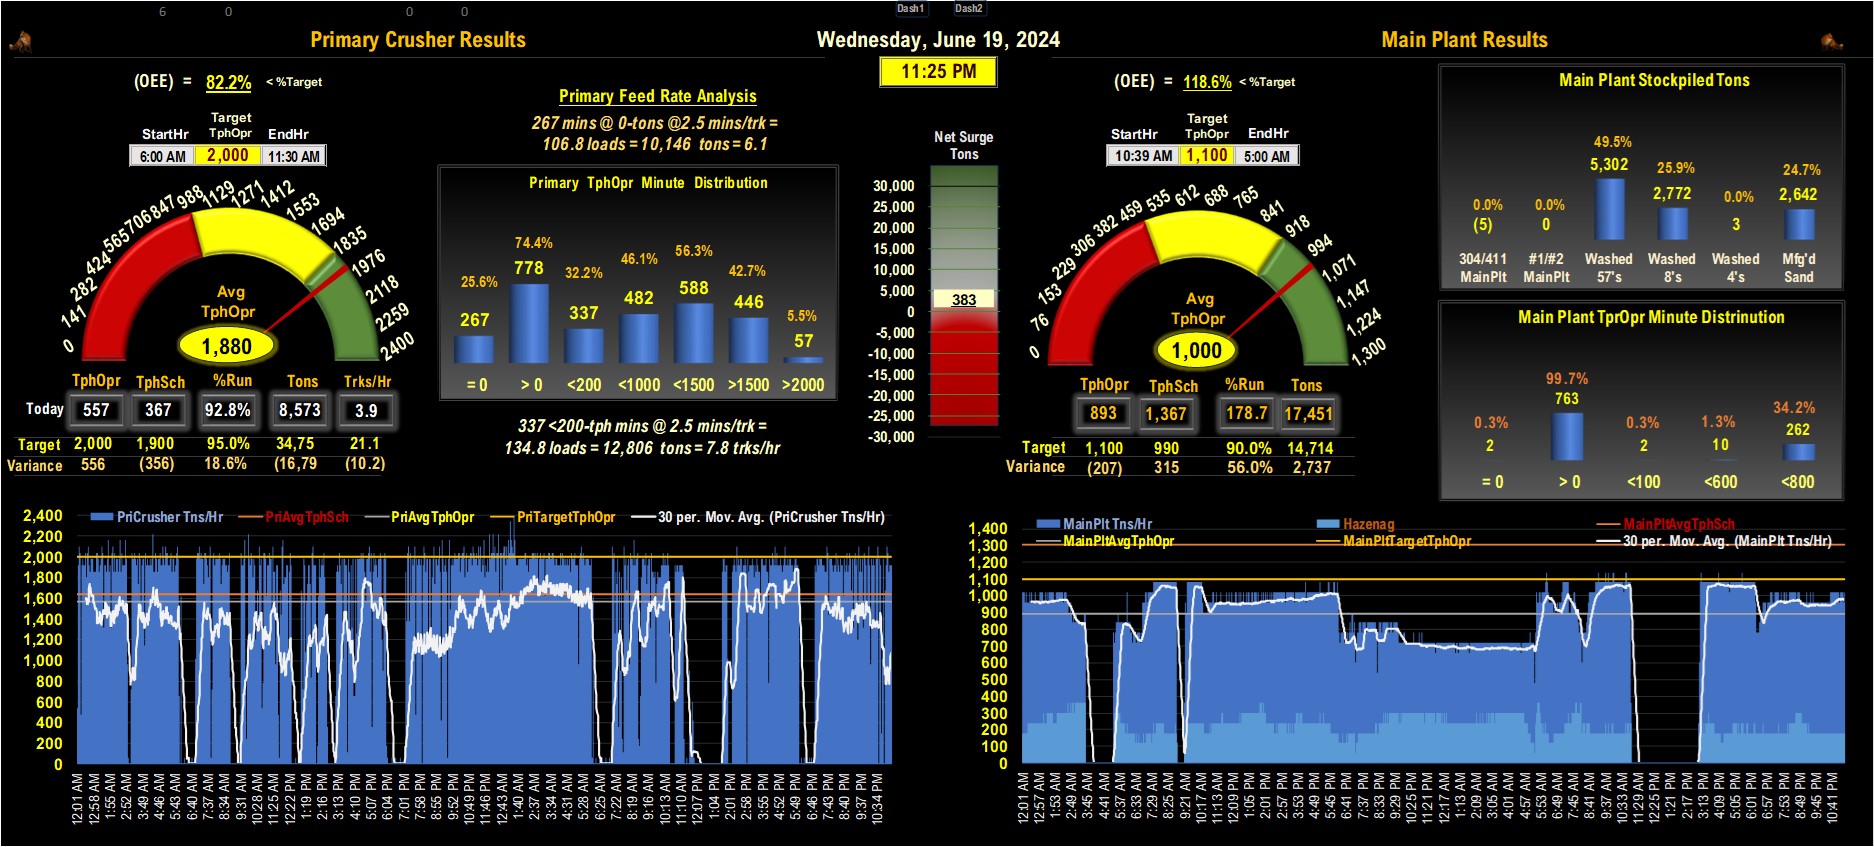 6 0 0 0
Dash1 Dash2
Primary Crusher Results
Wednesday, June 19, 2024
Main Plant Results
11:25 PM
(OEE) = 82.2% < %Target
Target
StartHr TphOpr EndHr
6:00 AM 2,000 11:30 AM
0 141 282 424 565 706 847 988 1129 1271 1412 1553 1694 1835 1976 2118 2259 2400
Avg
TphOpr
1,880
TphOpr TphSch %Run Tons Trks/Hr
Today 557 367 92.8% 8,573 3.9
Target 2,000 1,900 95.0% 34,75 21.1
Variance 556 (356) 18.6% (16,79 (10.2)
Primary Feed Rate Analysis
267 mins @ 0-tons @2.5 mins/trk =
106.8 loads = 10,146 tons = 6.1
Primary TphOpr Minute Distribution
25.6% 74.4% 32.2% 46.1% 56.3% 42.7% 5.5%
267 778 337 482 588 446 57
= 0 > 0 <200 <1000 <1500 >1500 >2000
337 <200-tph mins @ 2.5 mins/trk =
134.8 loads = 12,806 tons = 7.8 trks/hr
Net Surge
Tons
30,000
25,000
20,000
15,000
10,000
5,000
383
0
-5,000
-10,000
-15,000
-20,000
-25,000
-30,000
(OEE) = 118.6% < %Target
Target
StartHr TphOpr EndHr
10:39 AM 1,100 5:00 AM
0 76 153 229 306 382 459 535 612 688 765 841 918 994 1,071 1,147 1,224 1,300
Avg
TphOpr
1,000
TphOpr TphSch %Run Tons
893 1,367 178.7 17,451
Target 1,100 990 90.0% 14,714
Variance (207) 315 56.0% 2,737
Main Plant Stockpiled Tons
0.0% 0.0% 49.5% 25.9% 0.0% 24.7%
(5) 0 5,302 2,772 3 2,642
304/411 #1/#2 Washed Washed Washed Mfg'd
MainPlt MainPlt 57's 8's 4's Sand
Main Plant TprOpr Minute Distrinution
0.3% 99.7% 0.3% 1.3% 34.2%
2 763 2 10 262
= 0 > 0 <100 <600 <800
PriCrusher Tns/Hr PriAvgTphSch PriAvgTphOpr PriTargetTphOpr 30 per. Mov. Avg. (PriCrusher Tns/Hr)
2,400
2,200
2,000
1,800
1,600
1,400
1,200
1,000
800
600
400
200
0
12:01 AM 12:58 AM 1:55 AM 2:52 AM 3:49 AM 4:46 AM 5:43 AM 6:40 AM 7:37 AM 8:34 AM 9:31 AM 10:28 AM 11:25 AM 12:22 PM 1:19 PM 2:16 PM 3:13 PM 4:10 PM 5:07 PM 6:04 PM 7:01 PM 7:58 PM 8:55 PM 9:52 PM 10:49 PM 11:46 PM 12:43 AM 1:40 AM 2:37 AM 3:34 AM 4:31 AM 5:28 AM 6:25 AM 7:22 AM 8:19 AM 9:16 AM 10:13 AM 11:10 AM 12:07 PM 1:04 PM 2:01 PM 2:58 PM 3:55 PM 4:52 PM 5:49 PM 6:46 PM 7:43 PM 8:40 PM 9:37 PM 10:34 PM
MainPlt Tns/Hr Hazenag MainPltAvgTphSch
MainPltAvgTphOpr MainPltTargetTphOpr 30 per. Mov. Avg. (MainPlt Tns/Hr)
1,400
1,300
1,200
1,100
1,000
900
800
700
600
500
400
300
200
100
0
12:01 AM 12:57 AM 1:53 AM 2:49 AM 3:45 AM 4:41 AM 5:37 AM 6:33 AM 7:29 AM 8:25 AM 9:21 AM 10:17 AM 11:13 AM 12:09 PM 1:05 PM 2:01 PM 2:57 PM 3:53 PM 4:49 PM 5:45 PM 6:41 PM 7:37 PM 8:33 PM 9:29 PM 10:25 PM 11:21 PM 12:17 AM 1:13 AM 2:09 AM 3:05 AM 4:01 AM 4:57 AM 5:53 AM 6:49 AM 7:45 AM 8:41 AM 9:37 AM 10:33 AM 11:29 AM 12:25 PM 1:21 PM 2:17 PM 3:13 PM 4:09 PM 5:05 PM 6:01 PM 6:57 PM 7:53 PM 8:49 PM 9:45 PM 10:41 PM